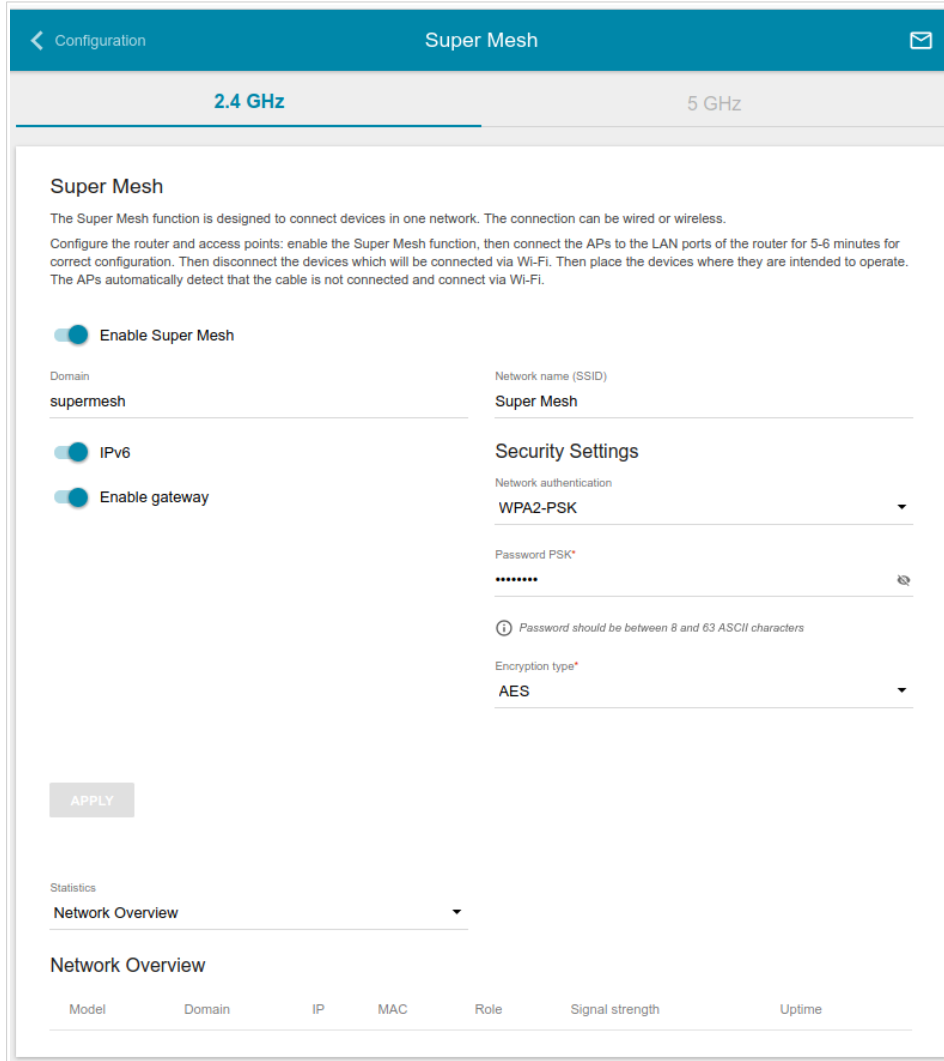 Configuration
Super Mesh
2.4 GHz
5 GHz
Super Mesh
The Super Mesh function is designed to connect devices in one network. The connection can be wired or wireless.
Configure the router and access points: enable the Super Mesh function, then connect the APs to the LAN ports of the router for 5-6 minutes for
correct configuration. Then disconnect the devices which will be connected via Wi-Fi. Then place the devices where they are intended to operate.
The APs automatically detect that the cable is not connected and connect via Wi-Fi.
Enable Super Mesh
Domain
supermesh
Network name (SSID)
Super Mesh
IPv6
Enable gateway
Security Settings
Network authentication
WPA2-PSK
Password PSK*
••••••••
Password should be between 8 and 63 ASCII characters
Encryption type*
AES
APPLY
Statistics
Network Overview
Network Overview
Model Domain IP MAC Role Signal strength Uptime